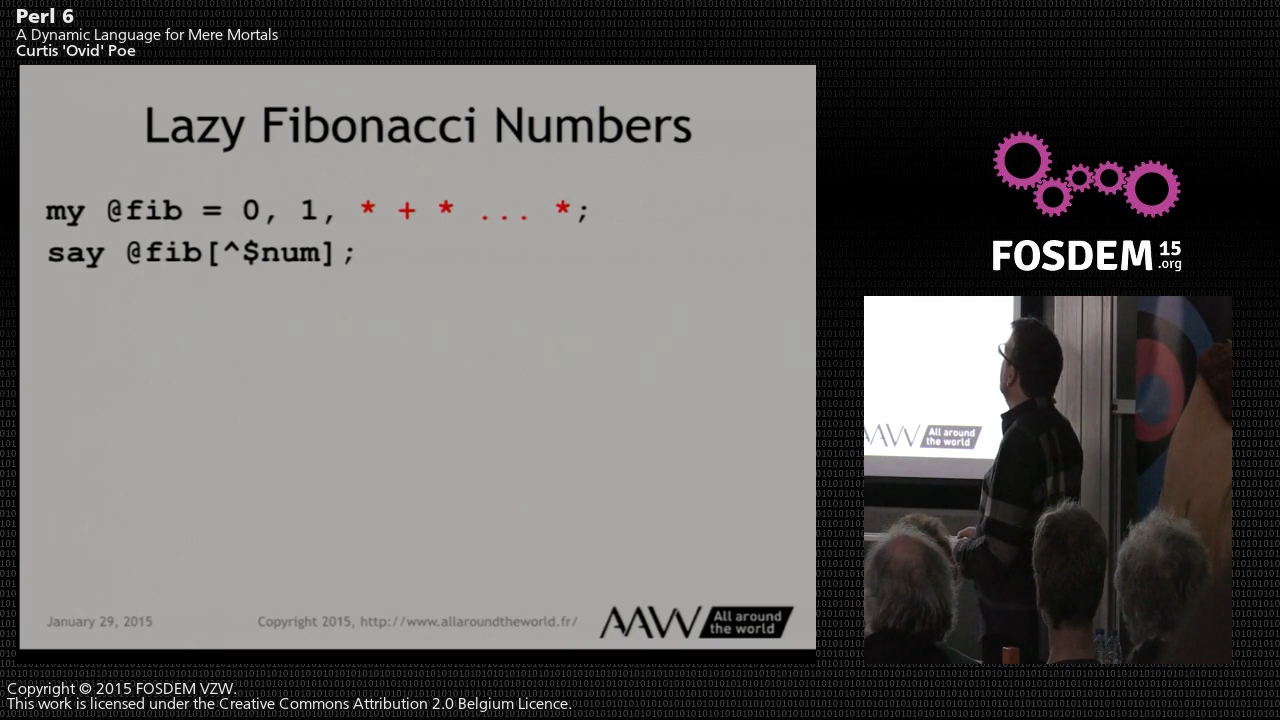 Perl 6
A Dynamic Language for Mere Mortals
Curtis 'Ovid' Poe
Lazy Fibonacci Numbers
my @fib = 0, 1, * + * ... *;
say @fib[^$num];
January 29, 2015
Copyright 2015, http://www.allaroundtheworld.fr/
AAW
All around
the world
FOSDEM 15
.org
AAW
All around
the world
Copyright © 2015 FOSDEM VZW.
This work is licensed under the Creative Commons Attribution 2.0 Belgium Licence.